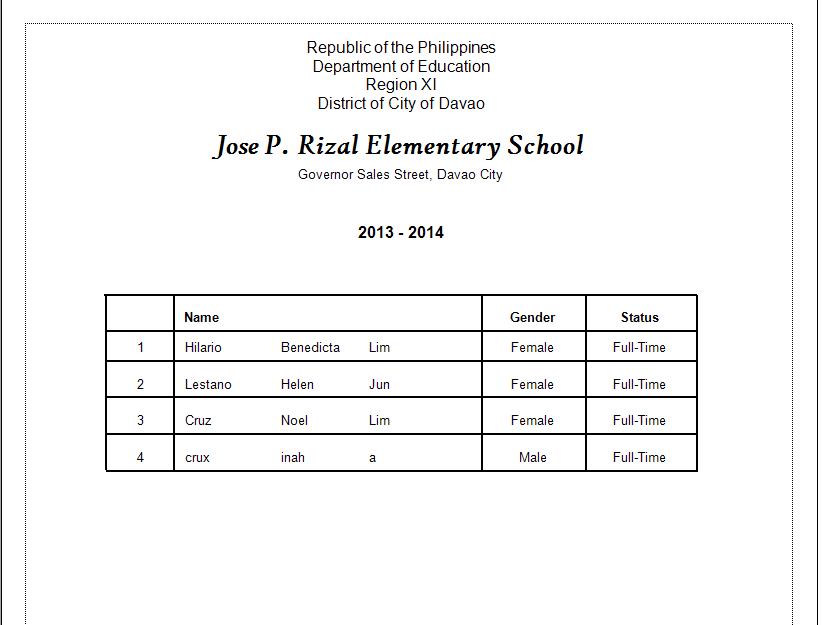 Republic of the Philippines
Department of Education
Region XI
District of City of Davao
Jose P. Rizal Elementary School
Governor Sales Street, Davao City
2013 - 2014
Name Gender Status
1 Hilario Benedicta Lim Female Full-Time
2 Lestano Helen Jun Female Full-Time
3 Cruz Noel Lim Female Full-Time
4 crux inah a Male Full-Time